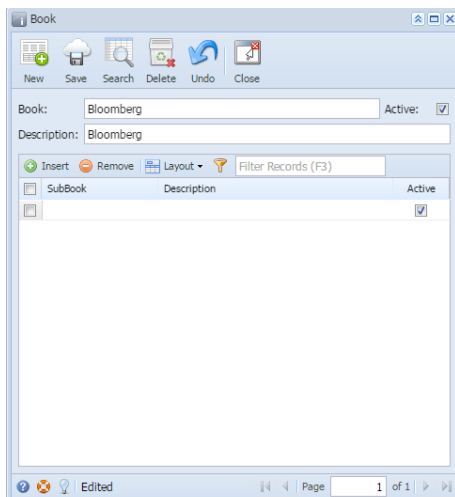 Book
New Save Search Delete Undo Close
Book: Bloomberg Active:
Description: Bloomberg
Insert Remove Layout Filter Records (F3)
SubBook Description Active
Edited Page 1 of 1